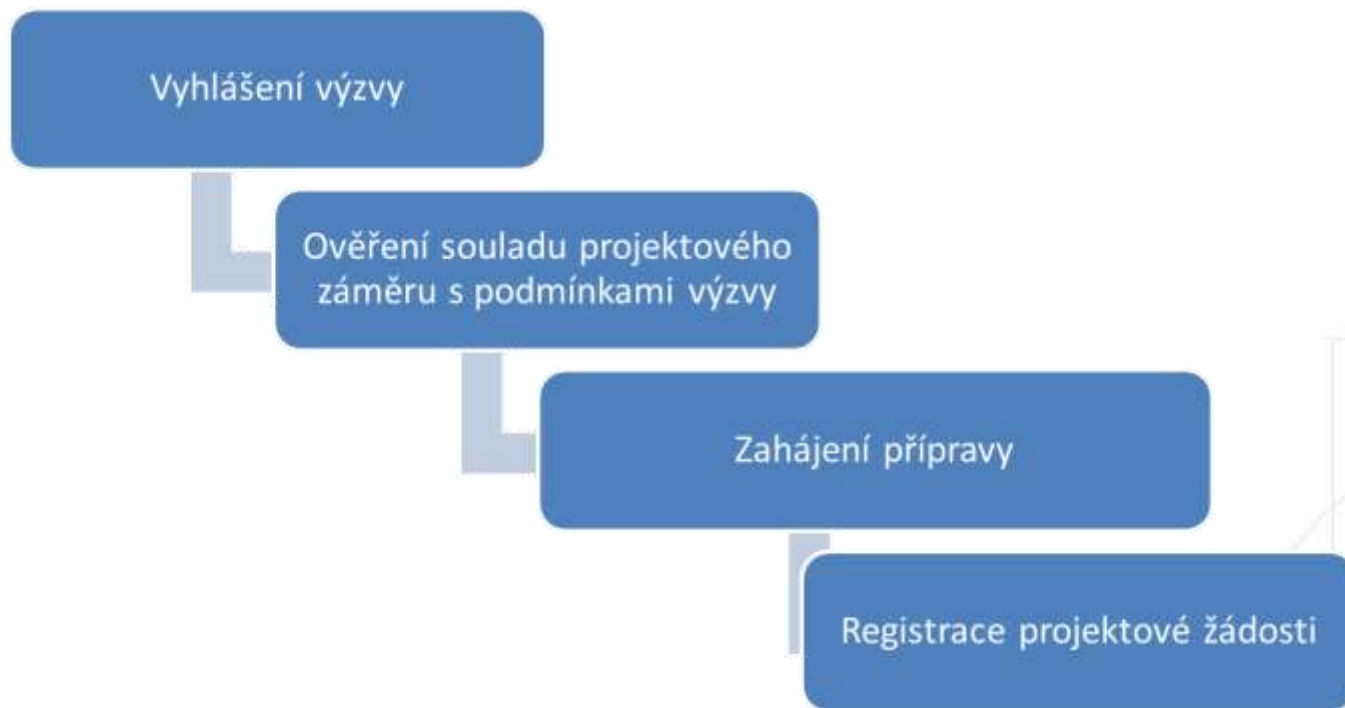 Vyhlášení výzvy
Ověření souladu projektového
záměru s podmínkami výzvy
Zahájení přípravy
Registrace projektové žádosti